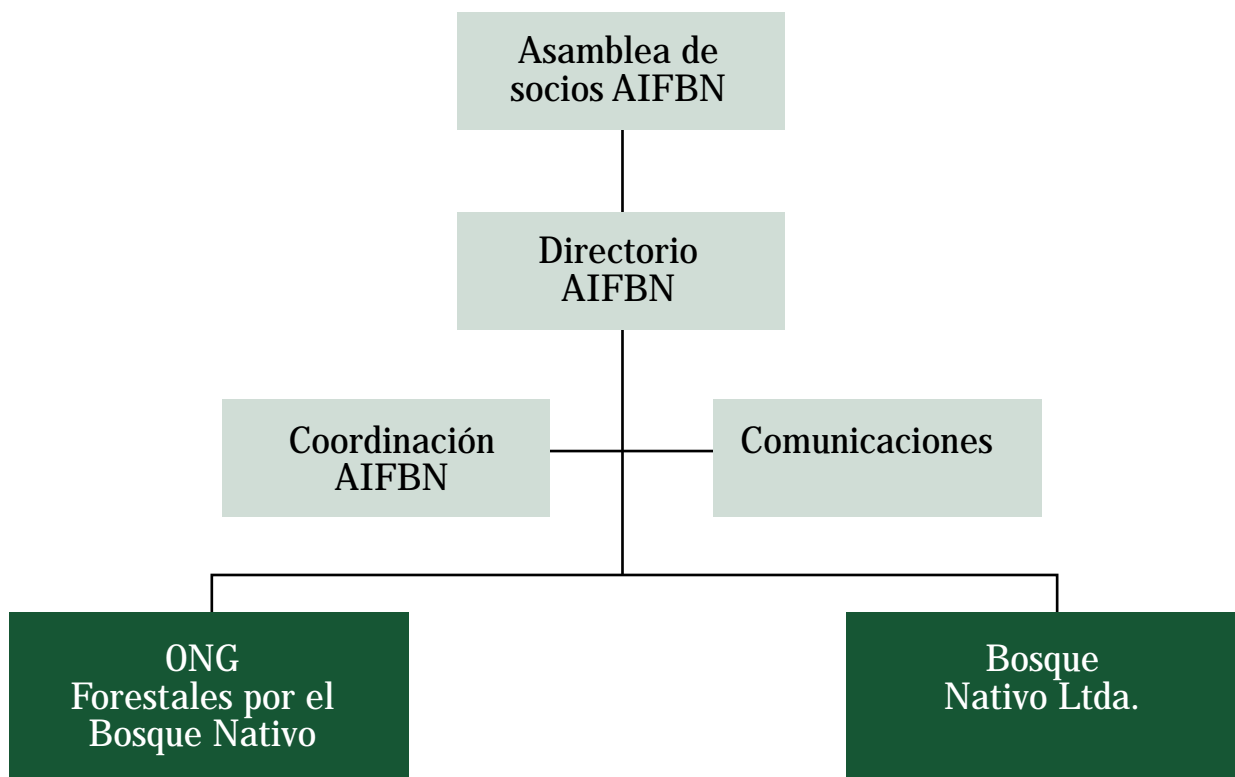 Asamblea de
socios AIFBN
Directorio
AIFBN
Coordinación
AIFBN
Comunicaciones
ONG
Forestales por el
Bosque Nativo
Bosque
Nativo Ltda.